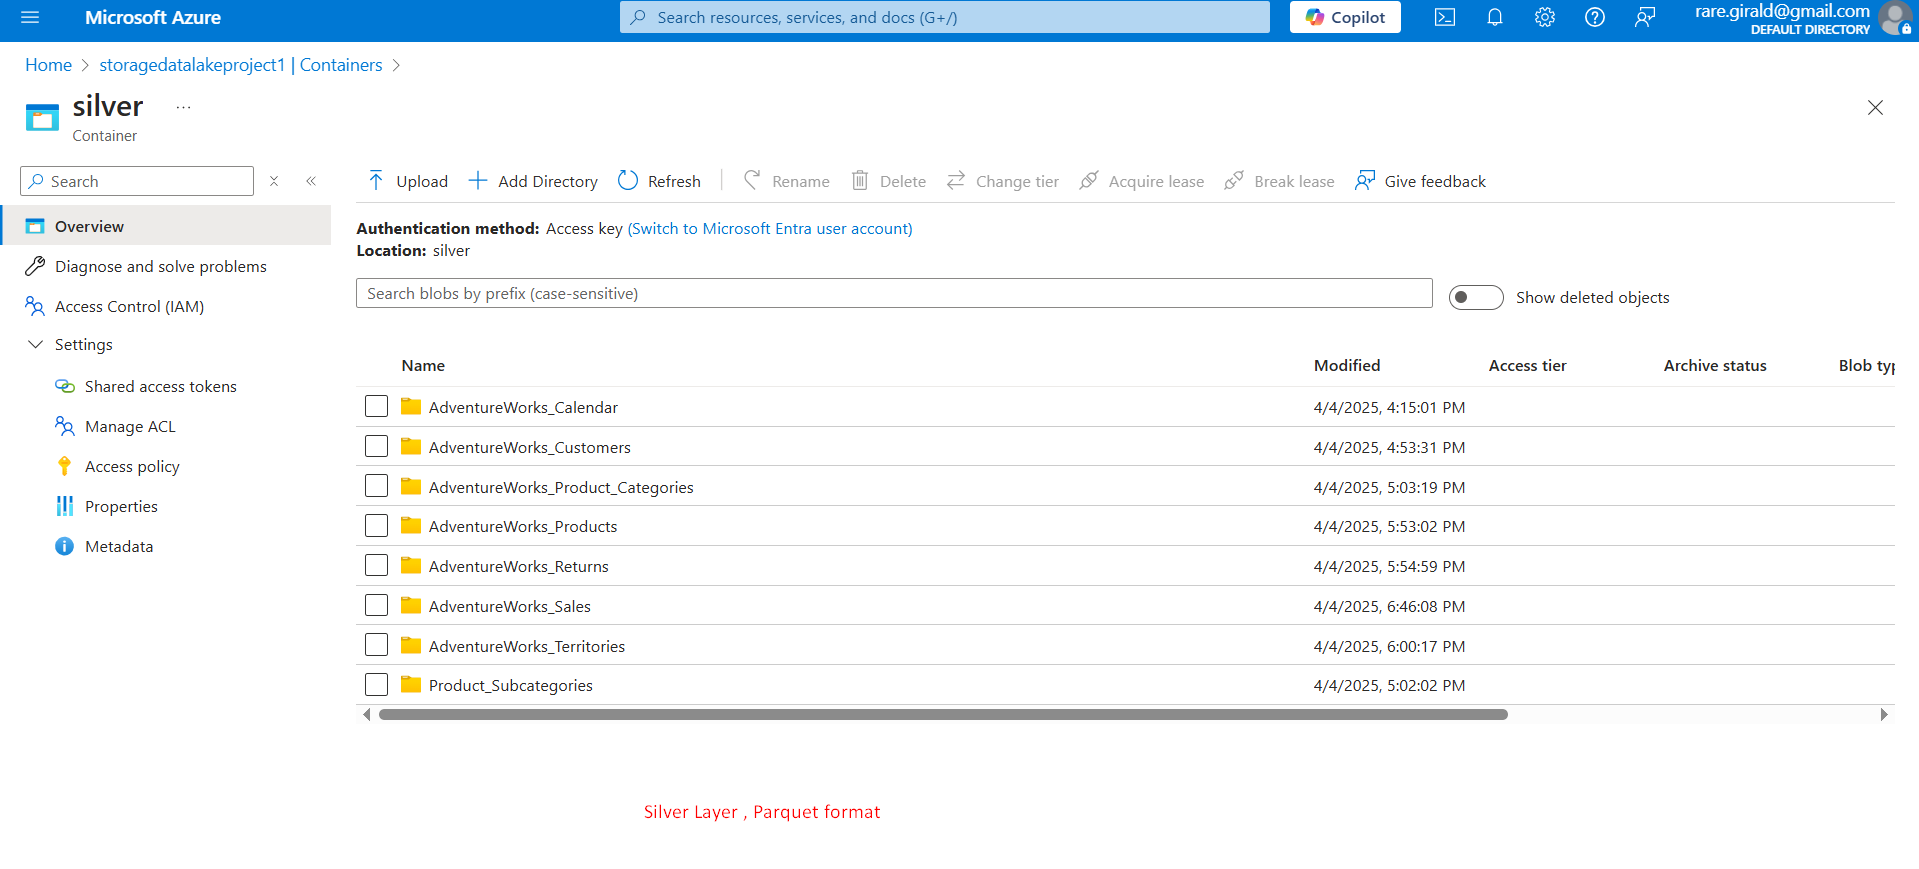 Microsoft Azure
Search resources, services, and docs (G+/)
Copilot
rare.girald@gmail.com
DEFAULT DIRECTORY
Home > storagedatalakeproject1 | Containers >
silver ...
Container
Search
Overview
Diagnose and solve problems
Access Control (IAM)
Settings
Shared access tokens
Manage ACL
Access policy
Properties
Metadata
Upload Add Directory Refresh Rename Delete Change tier Acquire lease Break lease Give feedback
Authentication method: Access key (Switch to Microsoft Entra user account)
Location: silver
Search blobs by prefix (case-sensitive)
Show deleted objects
Name Modified Access tier Archive status Blob typ
AdventureWorks_Calendar 4/4/2025, 4:15:01 PM
AdventureWorks_Customers 4/4/2025, 4:53:31 PM
AdventureWorks_Product_Categories 4/4/2025, 5:03:19 PM
AdventureWorks_Products 4/4/2025, 5:53:02 PM
AdventureWorks_Returns 4/4/2025, 5:54:59 PM
AdventureWorks_Sales 4/4/2025, 6:46:08 PM
AdventureWorks_Territories 4/4/2025, 6:00:17 PM
Product_Subcategories 4/4/2025, 5:02:02 PM
Silver Layer , Parquet format